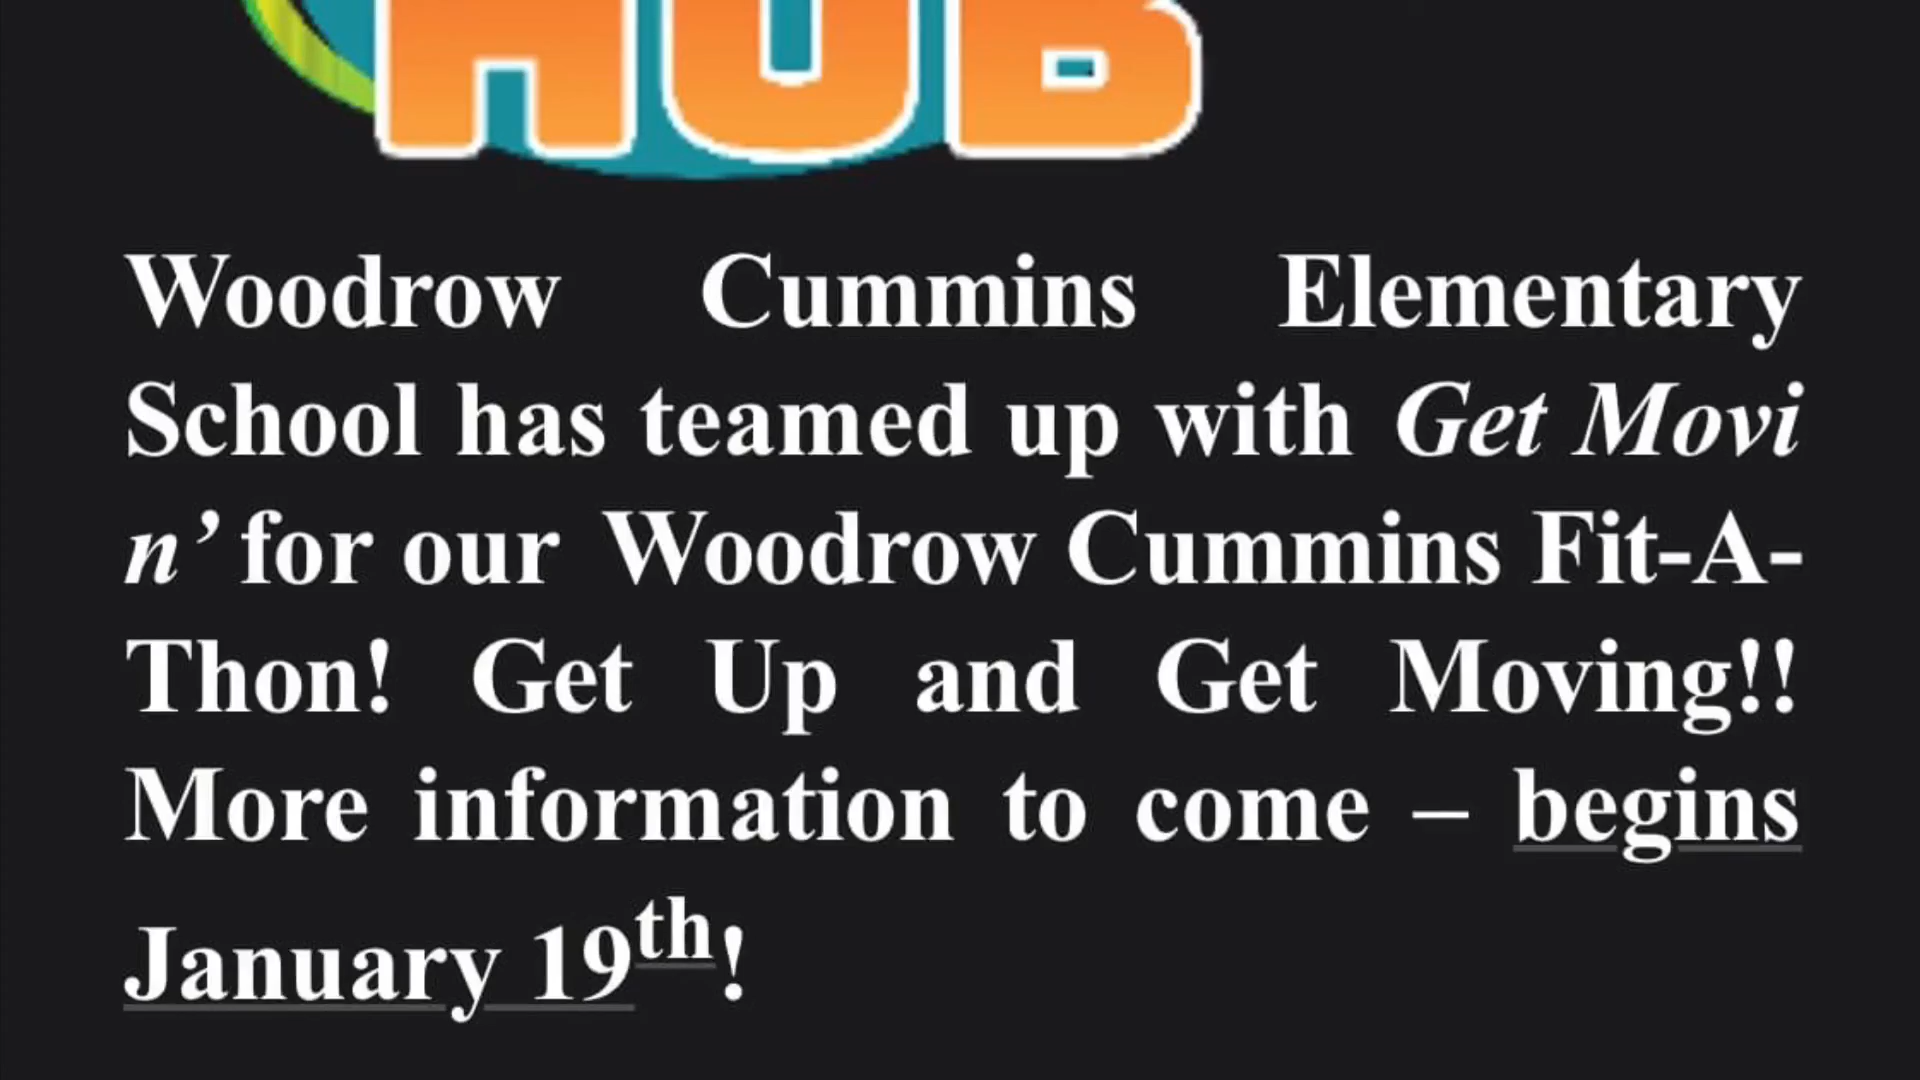 HUB
Woodrow Cummins Elementary
School has teamed up with Get Movi
n’ for our Woodrow Cummins Fit-A-
Thon! Get Up and Get Moving!!
More information to come – begins
January 19th!